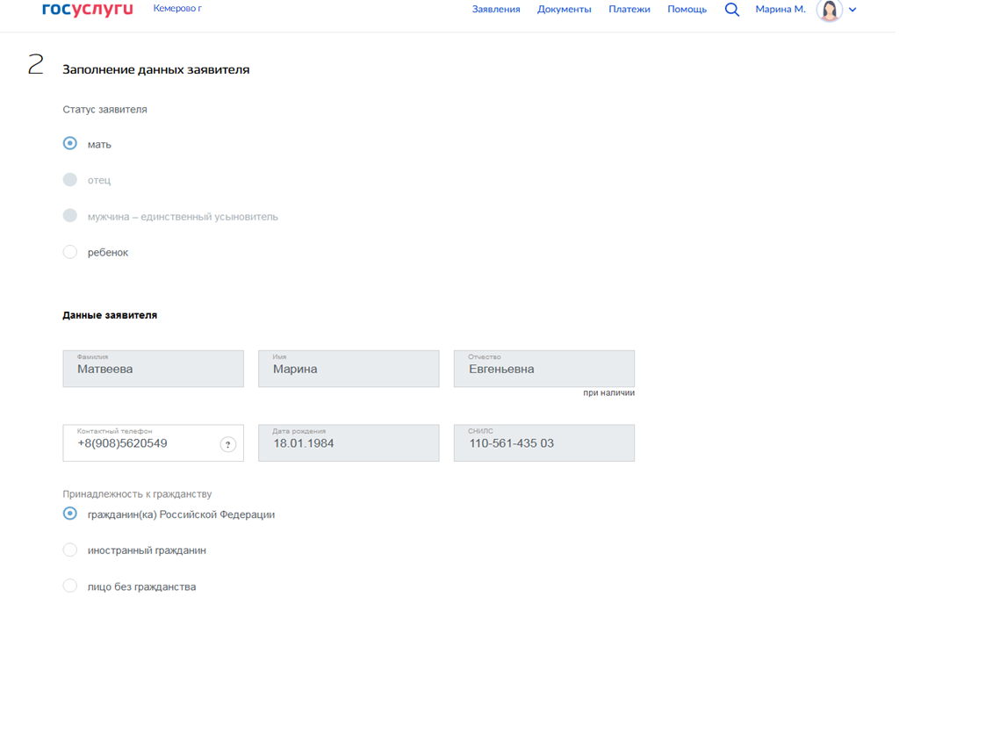 госуслуги Кемерово г Заявления Документы Платежи Помощь Марина М.
2 Заполнение данных заявителя
Статус заявителя
мать
отец
мужчина – единственный усыновитель
ребенок
Данные заявителя
Фамилия Имя Отчество
Матвеева Марина Евгеньевна
при наличии
Контактный телефон Дата рождения СНИЛС
+8(908)5620549 ? 18.01.1984 110-561-435 03
Принадлежность к гражданству
гражданин(ка) Российской Федерации
иностранный гражданин
лицо без гражданства